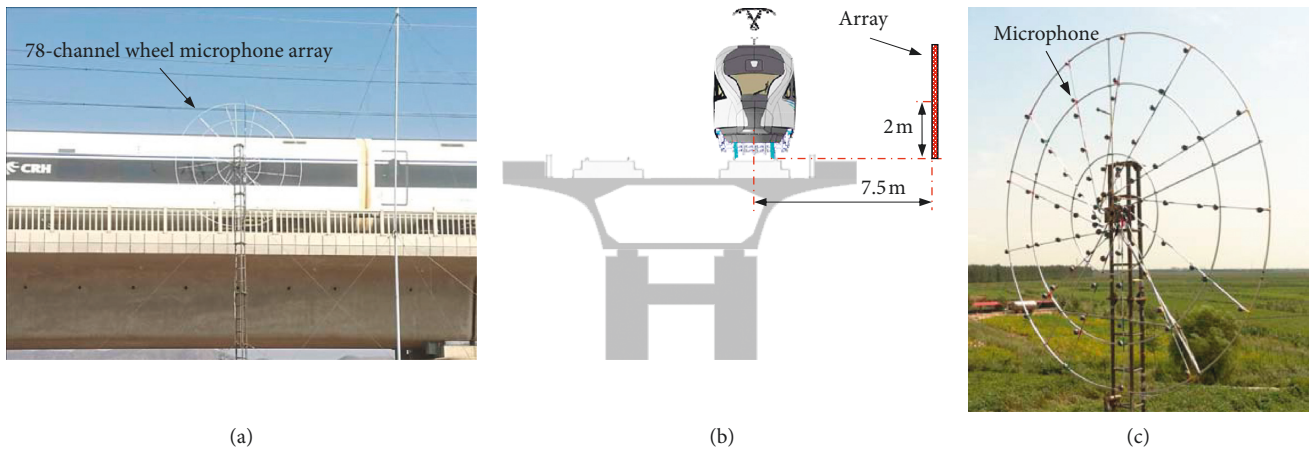 78-channel wheel microphone array
CRH
Array
2 m
7.5 m
Microphone
(a)
(b)
(c)